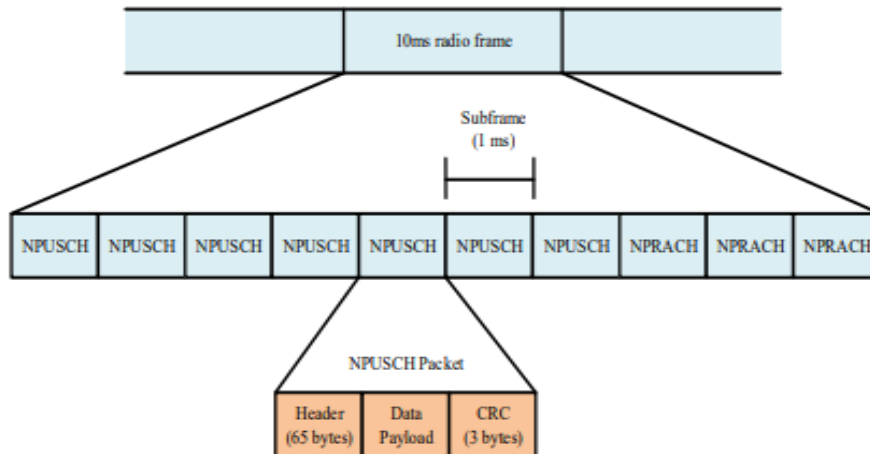 10ms radio frame
Subframe
(1 ms)
NPUSCH NPUSCH NPUSCH NPUSCH NPUSCH NPUSCH NPUSCH NPRACH NPRACH NPRACH
NPUSCH Packet
Header Data CRC
(65 bytes) Payload (3 bytes)